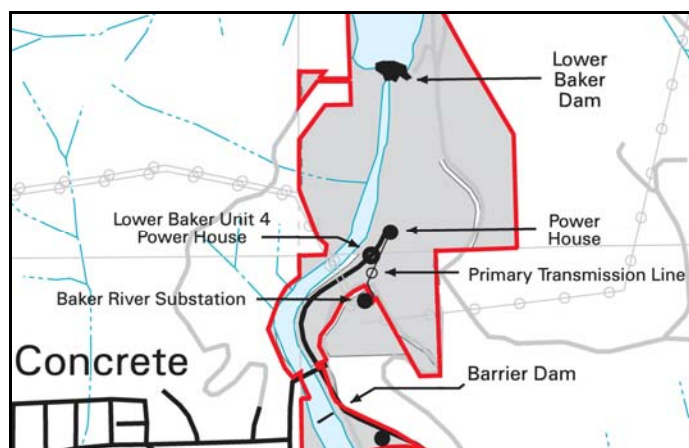 Lower
Baker
Dam
Lower Baker Unit 4
Power House
Power
House
Primary Transmission Line
Baker River Substation
Concrete
Barrier Dam